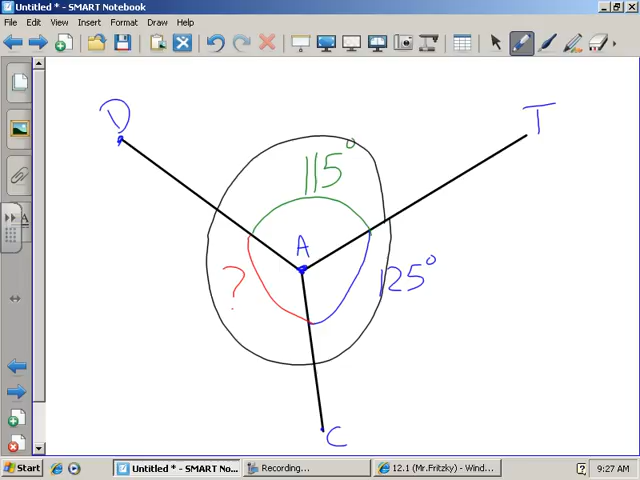 Untitled * - SMART Notebook
File Edit View Insert Format Draw Help
D
T
115°
A
?
125°
C
A
Start
Untitled * - SMART No...
Recording...
12.1 (Mr.Fritzky) - Wind...
?
9:27 AM